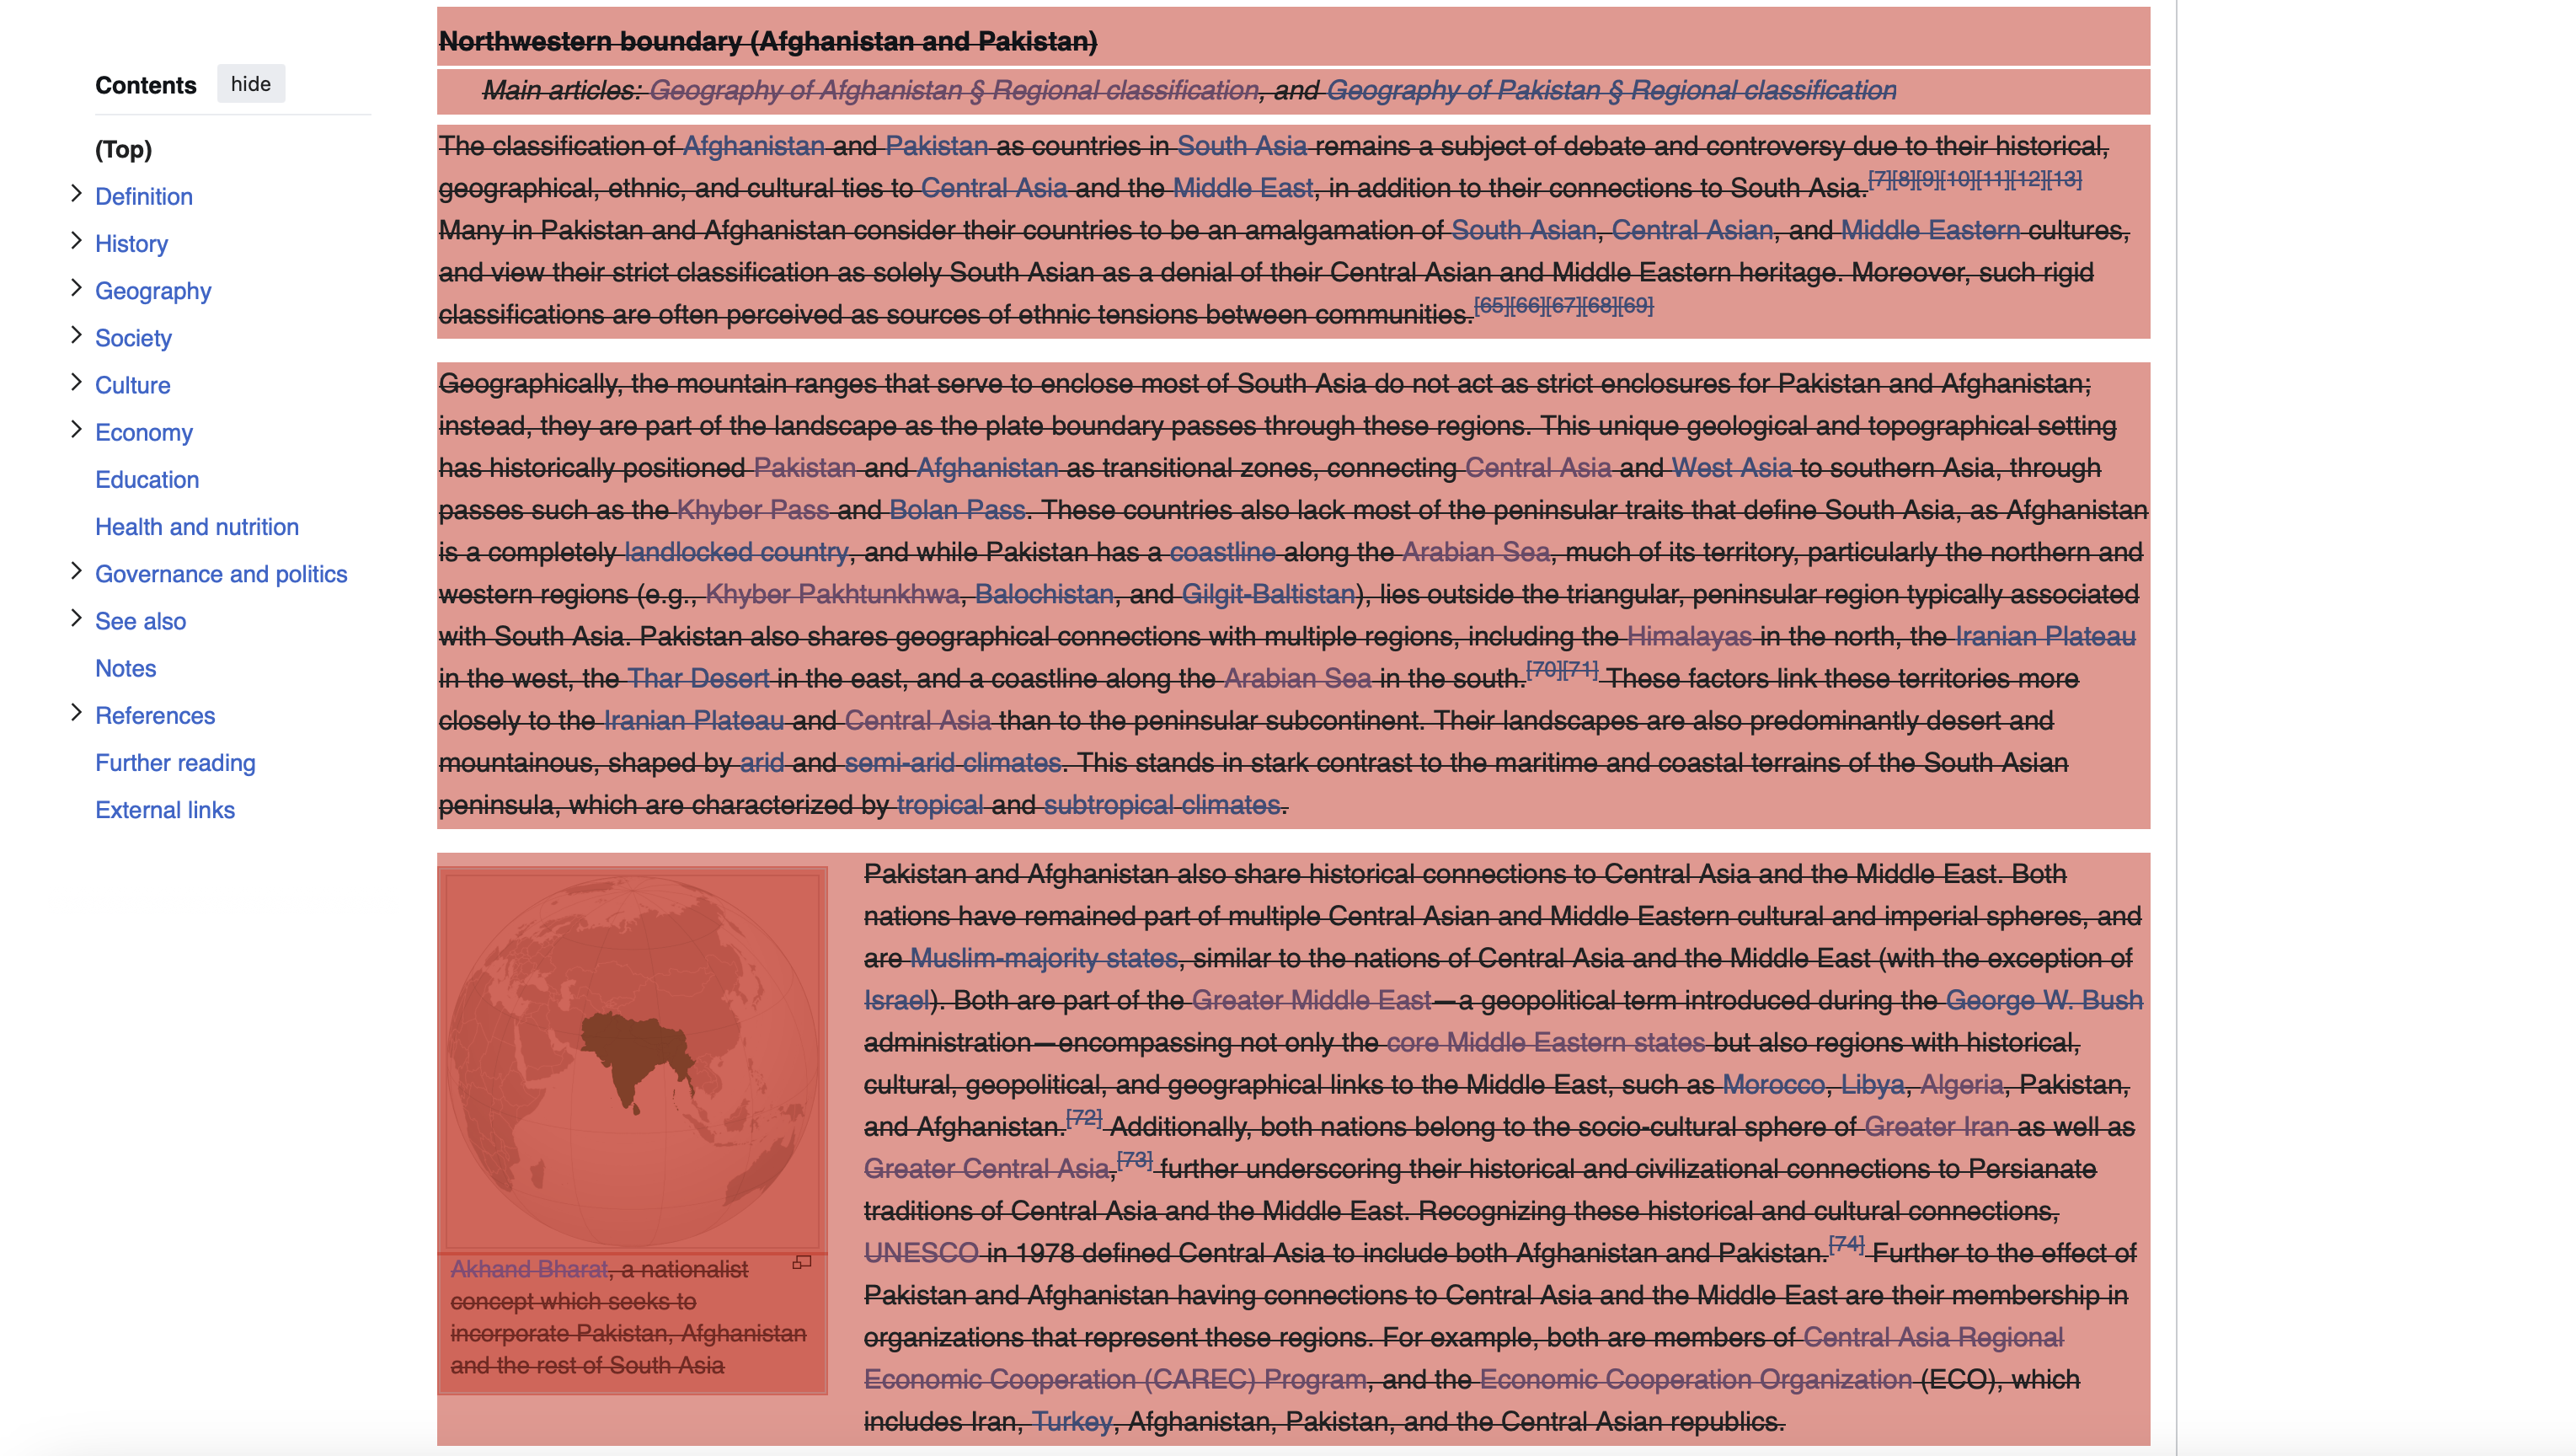 Contents hide
(Top)
Definition
History
Geography
Society
Culture
Economy
Education
Health and nutrition
Governance and politics
See also
Notes
References
Further reading
External links
Northwestern boundary (Afghanistan and Pakistan)
Main articles: Geography of Afghanistan § Regional classification, and Geography of Pakistan § Regional classification
The classification of Afghanistan and Pakistan as countries in South Asia remains a subject of debate and controversy due to their historical,
geographical, ethnic, and cultural ties to Central Asia and the Middle East, in addition to their connections to South Asia.[7][8][9][10][11][12][13]
Many in Pakistan and Afghanistan consider their countries to be an amalgamation of South Asian, Central Asian, and Middle Eastern cultures,
and view their strict classification as solely South Asian as a denial of their Central Asian and Middle Eastern heritage. Moreover, such rigid
classifications are often perceived as sources of ethnic tensions between communities.[65][66][67][68][69]
Geographically, the mountain ranges that serve to enclose most of South Asia do not act as strict enclosures for Pakistan and Afghanistan;
instead, they are part of the landscape as the plate boundary passes through these regions. This unique geological and topographical setting
has historically positioned Pakistan and Afghanistan as transitional zones, connecting Central Asia and West Asia to southern Asia, through
passes such as the Khyber Pass and Bolan Pass. These countries also lack most of the peninsular traits that define South Asia, as Afghanistan
is a completely landlocked country, and while Pakistan has a coastline along the Arabian Sea, much of its territory, particularly the northern and
western regions (e.g., Khyber Pakhtunkhwa, Balochistan, and Gilgit-Baltistan), lies outside the triangular, peninsular region typically associated
with South Asia. Pakistan also shares geographical connections with multiple regions, including the Himalayas in the north, the Iranian Plateau
in the west, the Thar Desert in the east, and a coastline along the Arabian Sea in the south.[70][71] These factors link these territories more
closely to the Iranian Plateau and Central Asia than to the peninsular subcontinent. Their landscapes are also predominantly desert and
mountainous, shaped by arid and semi-arid climates. This stands in stark contrast to the maritime and coastal terrains of the South Asian
peninsula, which are characterized by tropical and subtropical climates.
Akhand Bharat, a nationalist
concept which seeks to
incorporate Pakistan, Afghanistan
and the rest of South Asia
Pakistan and Afghanistan also share historical connections to Central Asia and the Middle East. Both
nations have remained part of multiple Central Asian and Middle Eastern cultural and imperial spheres, and
are Muslim-majority states, similar to the nations of Central Asia and the Middle East (with the exception of
Israel). Both are part of the Greater Middle East—a geopolitical term introduced during the George W. Bush
administration—encompassing not only the core Middle Eastern states but also regions with historical,
cultural, geopolitical, and geographical links to the Middle East, such as Morocco, Libya, Algeria, Pakistan,
and Afghanistan.[72] Additionally, both nations belong to the socio-cultural sphere of Greater Iran as well as
Greater Central Asia,[73] further underscoring their historical and civilizational connections to Persianate
traditions of Central Asia and the Middle East. Recognizing these historical and cultural connections,
UNESCO in 1978 defined Central Asia to include both Afghanistan and Pakistan.[74] Further to the effect of
Pakistan and Afghanistan having connections to Central Asia and the Middle East are their membership in
organizations that represent these regions. For example, both are members of Central Asia Regional
Economic Cooperation (CAREC) Program, and the Economic Cooperation Organization (ECO), which
includes Iran, Turkey, Afghanistan, Pakistan, and the Central Asian republics.